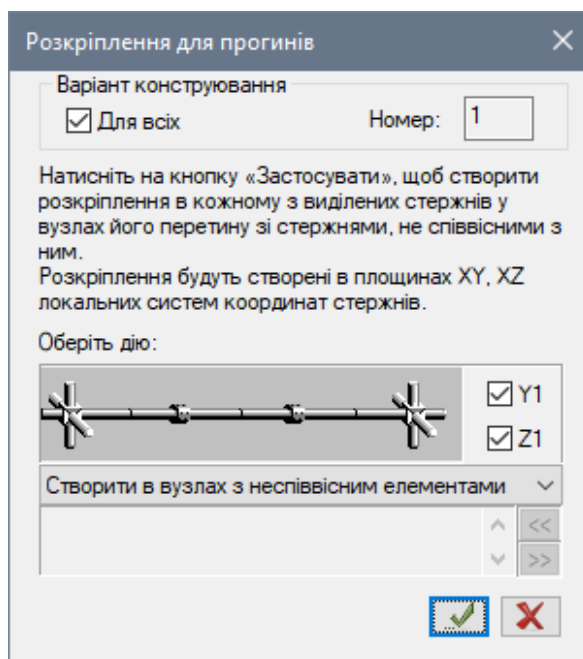 Розкріплення для прогинів
Варіант конструювання
Для всіх
Номер: 1
Натисніть на кнопку «Застосувати», щоб створити
розкріплення в кожному з виділених стержнів у
вузлах його перетину зі стержнями, не співвісними з
ним.
Розкріплення будуть створені в площинах XY, XZ
локальних систем координат стержнів.
Оберіть дію:
Y1
Z1
Створити в вузлах з неспіввісним елементами
<<
>>